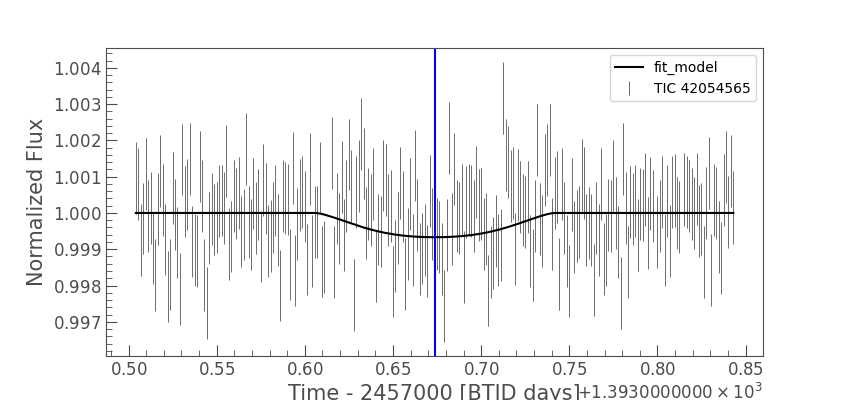 fit_model
TIC 42054565
1.004
1.003
1.002
1.001
1.000
0.999
0.998
0.997
Normalized Flux
0.50 0.55 0.60 0.65 0.70 0.75 0.80 0.85
Time - 2457000 [BTJD days]
+1.3930000000 × 10³